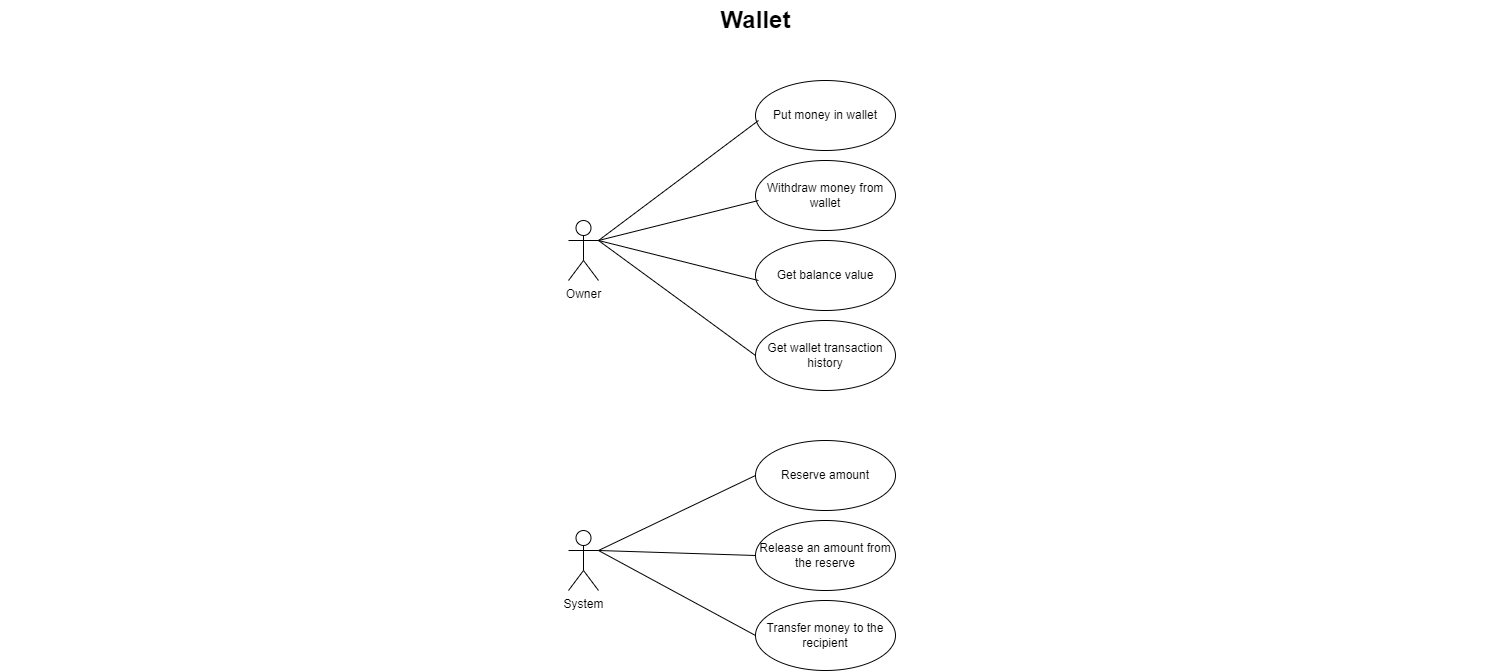 Wallet
Put money in wallet
Withdraw money from
wallet
Get balance value
Owner
Get wallet transaction
history
Reserve amount
Release an amount from
the reserve
System
Transfer money to the
recipient